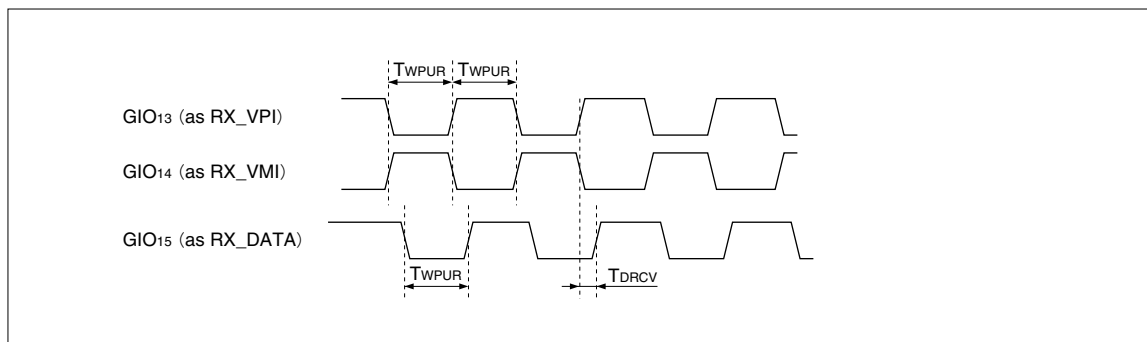 TWPUR TWPUR
GIO13 (as RX_VPI)
GIO14 (as RX_VMI)
GIO15 (as RX_DATA)
TWPUR
TDRCV